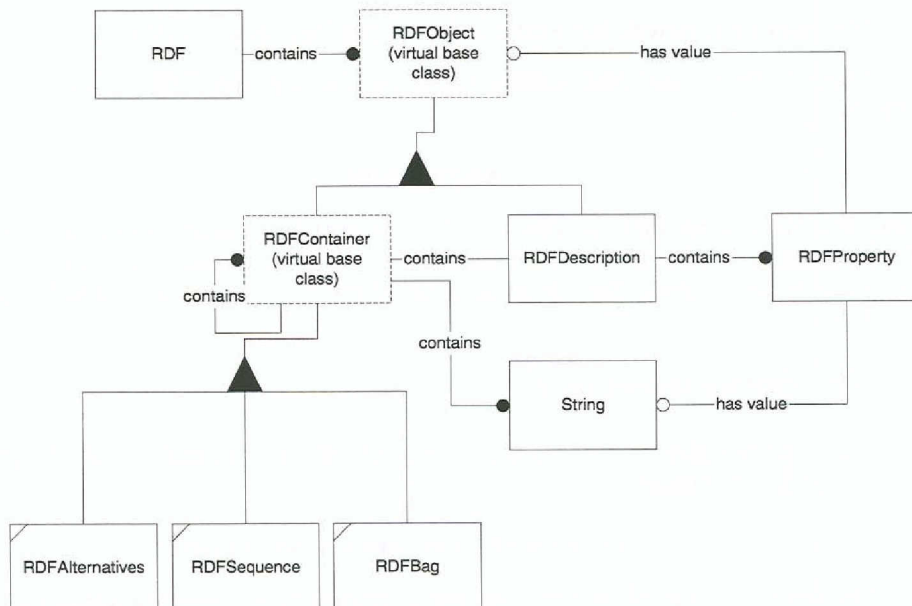 RDF
contains
RDFObject
(virtual base
class)
has value
RDFContainer
(virtual base
class)
contains
contains
RDFDescription
contains
RDFProperty
contains
String
has value
RDFAlternatives
RDFSequence
RDFBag